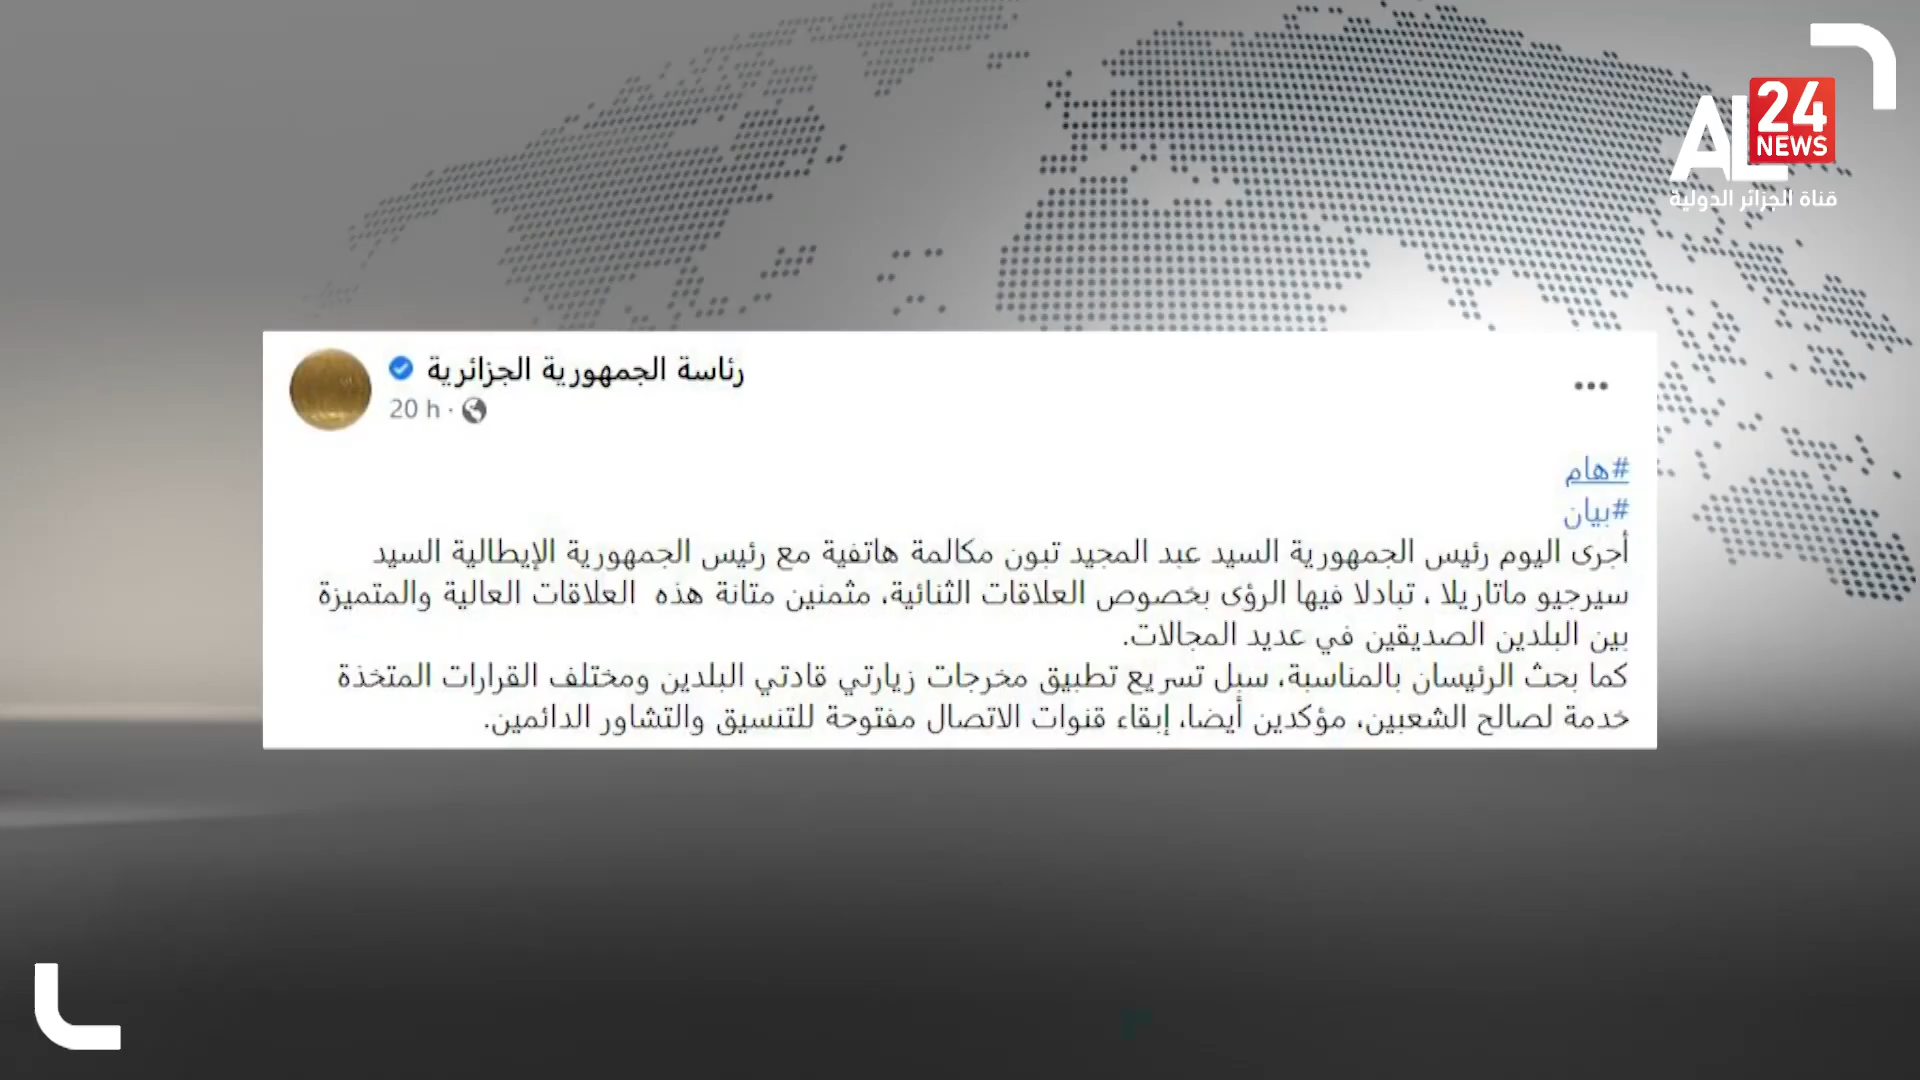 AL
24
NEWS
قناة الجزائر الدولية
رئاسة الجمهورية الجزائرية
20 h ·
#هام
#بيان
أجرى اليوم رئيس الجمهورية السيد عبد المجيد تبون مكالمة هاتفية مع رئيس الجمهورية الإيطالية السيد
سيرجيو ماتاريلا ، تبادلا فيها الرؤى بخصوص العلاقات الثنائية، مثمنين متانة هذه العلاقات العالية والمتميزة
بين البلدين الصديقين في عديد المجالات.
كما بحث الرئيسان بالمناسبة، سبل تسريع تطبيق مخرجات زيارتي قادتي البلدين ومختلف القرارات المتخذة
خدمة لصالح الشعبين، مؤكدين أيضا، إبقاء قنوات الاتصال مفتوحة للتنسيق والتشاور الدائمين.